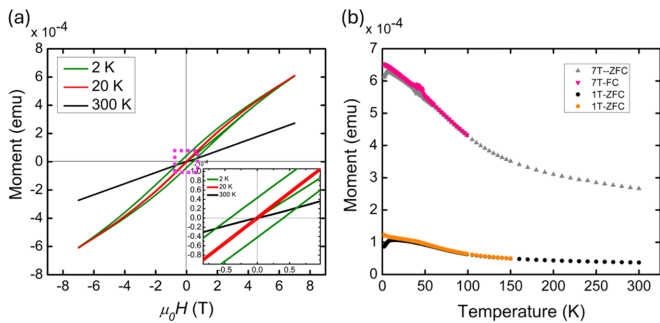 (a)
× 10⁻⁴
Moment (emu)
6
4
2
0
-2
-4
-6
-8
2 K
20 K
300 K
-8 -6 -4 -2 0 2 4 6 8
μ₀H (T)
2 K
20 K
300 K
1.0
0.8
0.6
0.4
0.2
0.0
-0.2
-0.4
-0.6
-0.8
-0.5 0.0 0.5
(b)
× 10⁻⁴
Moment (emu)
7
6
5
4
3
2
1
0
7T--ZFC
7T-FC
1T-ZFC
1T-ZFC
0 50 100 150 200 250 300
Temperature (K)